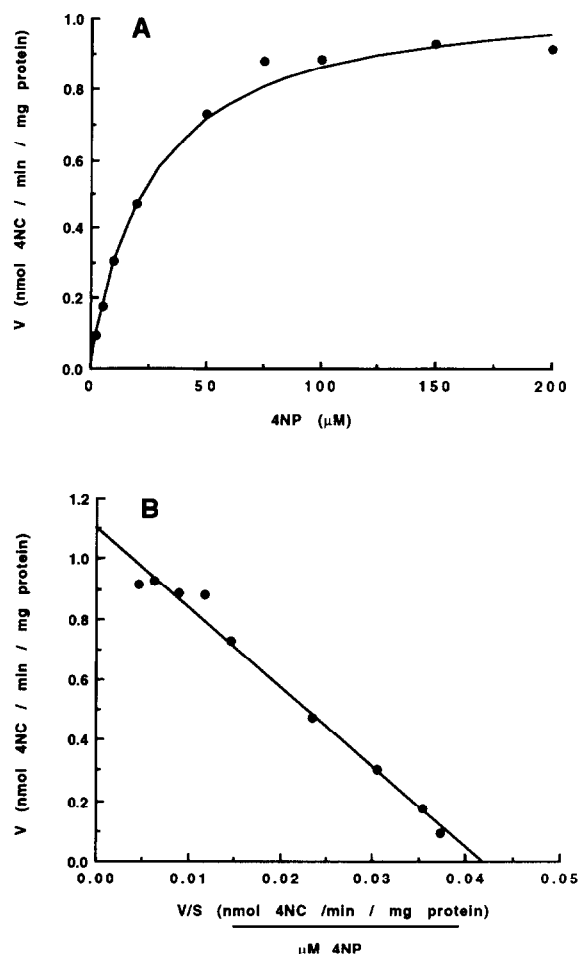 A
V (nmol 4NC / min / mg protein)
1.0
0.8
0.6
0.4
0.2
0.0
0 50 100 150 200
4NP (µM)
B
V (nmol 4NC / min / mg protein)
1.2
1.0
0.8
0.6
0.4
0.2
0.0
0.00 0.01 0.02 0.03 0.04 0.05
V/S (nmol 4NC /min / mg protein)
µM 4NP